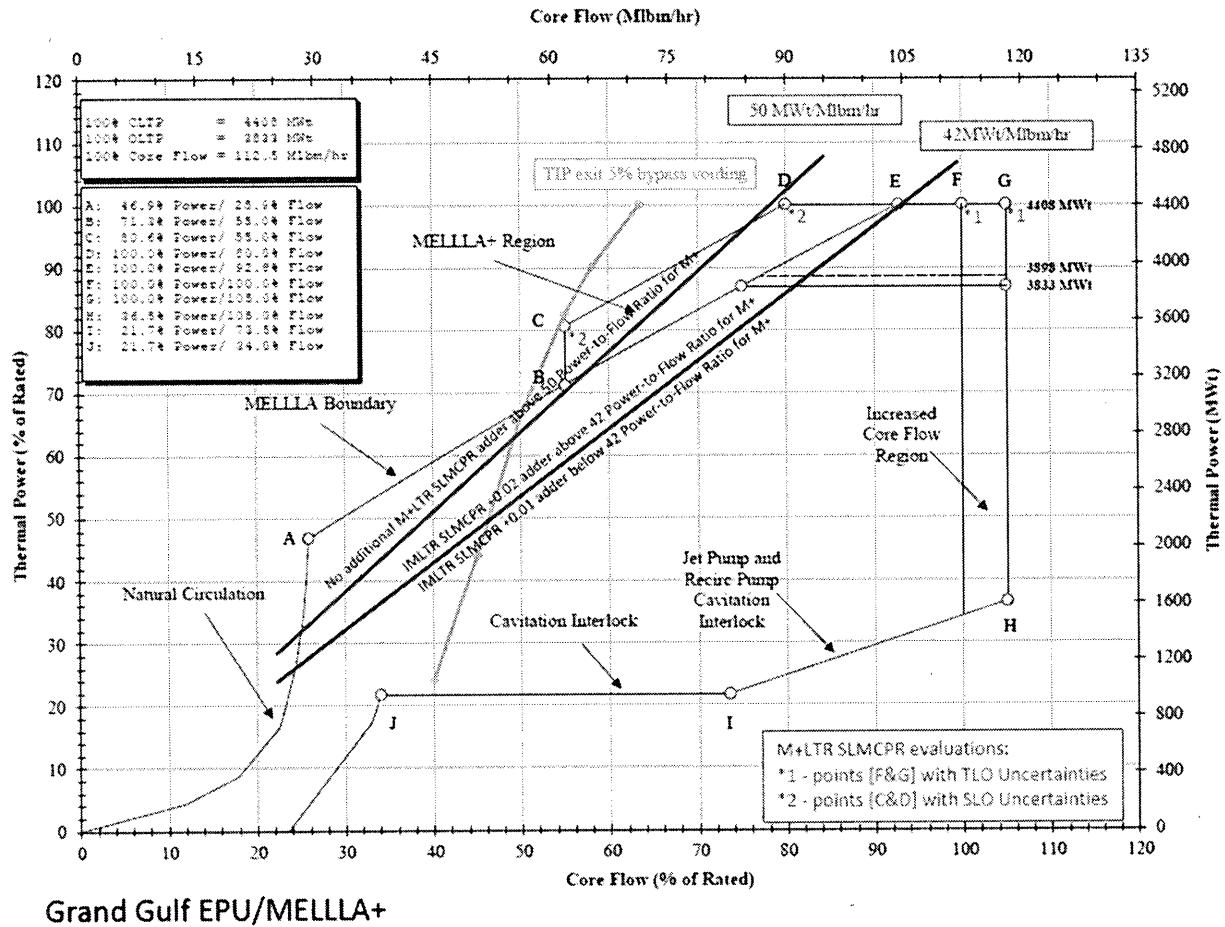 Core Flow (Mlbm/hr)
0 15 30 45 60 75 90 105 120 135
120
110
100
90
80
70
60
50
40
30
20
10
0
Thermal Power (% of Rated)
5200
4800
4400
4000
3600
3200
2800
2400
2000
1600
1200
800
400
0
Thermal Power (MWt)
100% OLTP = 4408 MWt
100% OLTP = 3833 MWt
100% Core Flow = 112.5 Mlbm/hr
A: 46.9% Power/ Flow
B: 71.3% Power/ 55.0% Flow
C: 80.6% Power/ 55.0% Flow
D: 100.0% Power/ 80.0% Flow
E: 100.0% Power/ 92.8% Flow
F: 100.0% Power/100.0% Flow
G: 100.0% Power/105.0% Flow
H: 36.5% Power/105.0% Flow
I: 21.7% Power/ 73.5% Flow
J: 21.7% Power/ 34.0% Flow
50 MWt/Mlbm/hr
42MWt/Mlbm/hr
TIP exit 5% bypass voiding
D
E
F
G
*2
*1
*1
4408 MWt
MELLLA+ Region
3898 MWt
3833 MWt
C
*2
B
MELLLA Boundary
No additional M+LTR SLMCPR adder above 50 Power-to-Flow Ratio for M+
IMLTR SLMCPR +0.02 adder above 42 Power-to-Flow Ratio for M+
IMLTR SLMCPR +0.01 adder below 42 Power-to-Flow Ratio for M+
Increased
Core Flow
Region
A
Natural Circulation
Jet Pump and
Recirc Pump
Cavitation
Interlock
Cavitation Interlock
H
J
I
M+LTR SLMCPR evaluations:
*1 - points [F&G] with TLO Uncertainties
*2 - points [C&D] with SLO Uncertainties
0 10 20 30 40 50 60 70 80 90 100 110 120
Core Flow (% of Rated)
Grand Gulf EPU/MELLLA+